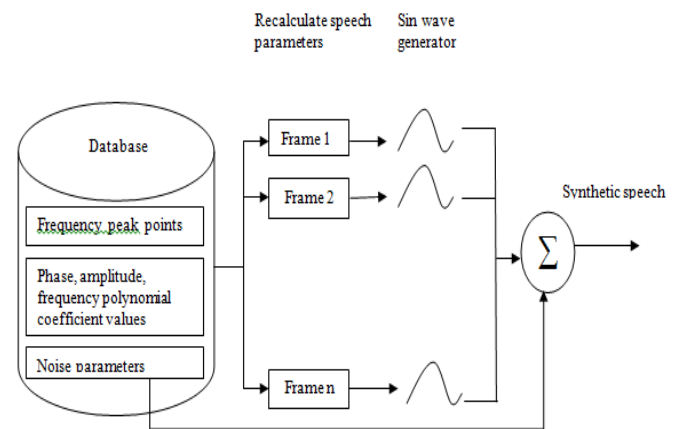 Recalculate speech
parameters
Sin wave
generator
Database
Frequency, peak points
Phase, amplitude,
frequency polynomial
coefficient values
Noise parameters
Frame 1
Frame 2
Frame n
Σ
Synthetic speech